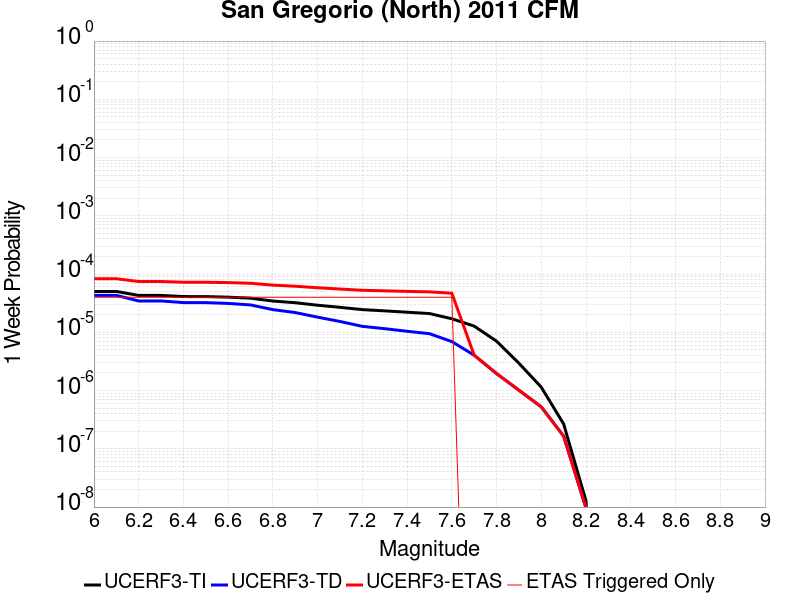 San Gregorio (North) 2011 CFM
1 Week Probability
10^0
10^-1
10^-2
10^-3
10^-4
10^-5
10^-6
10^-7
10^-8
6 6.2 6.4 6.6 6.8 7 7.2 7.4 7.6 7.8 8 8.2 8.4 8.6 8.8 9
Magnitude
UCERF3-TI UCERF3-TD UCERF3-ETAS ETAS Triggered Only